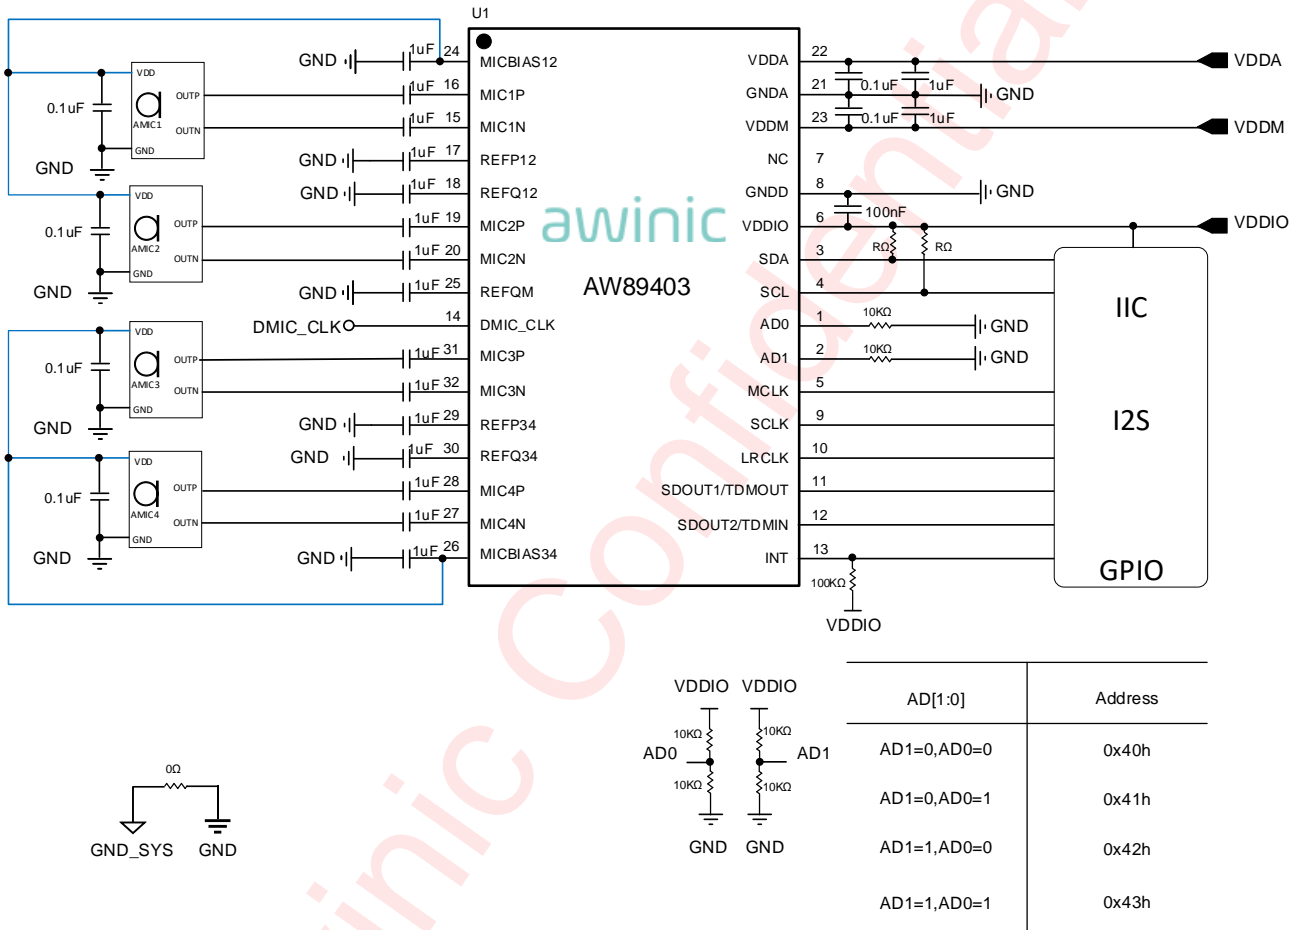 U1
GND
1uF
24
MICBIAS12
VDDA
22
VDDA
VDD
0.1uF
AMIC1
OUTP
OUTN
GND
GND
1uF
16
MIC1P
GNDA
21
0.1uF
1uF
GND
1uF
15
MIC1N
VDDM
23
0.1uF
1uF
VDDM
GND
1uF
17
REFP12
NC
7
GND
1uF
18
REFQ12
GNDD
8
GND
VDD
0.1uF
AMIC2
OUTP
OUTN
GND
GND
1uF
19
MIC2P
awinic
VDDIO
6
100nF
VDDIO
1uF
20
MIC2N
SDA
3
RΩ
RΩ
AW89403
GND
1uF
25
REFQM
SCL
4
IIC
DMIC_CLK
14
DMIC_CLK
AD0
1
10KΩ
GND
VDD
0.1uF
AMIC3
OUTP
OUTN
GND
GND
1uF
31
MIC3P
AD1
2
10KΩ
GND
1uF
32
MIC3N
MCLK
5
GND
1uF
29
REFP34
SCLK
9
I2S
GND
1uF
30
REFQ34
LRCLK
10
VDD
0.1uF
AMIC4
OUTP
OUTN
GND
GND
1uF
28
MIC4P
SDOUT1/TDMOUT
11
1uF
27
MIC4N
SDOUT2/TDMIN
12
GND
1uF
26
MICBIAS34
INT
13
GPIO
100KΩ
VDDIO
VDDIO VDDIO
10KΩ 10KΩ
AD0 AD1
10KΩ 10KΩ
GND GND
0Ω
GND_SYS GND
AD[1:0] Address
AD1=0,AD0=0 0x40h
AD1=0,AD0=1 0x41h
AD1=1,AD0=0 0x42h
AD1=1,AD0=1 0x43h
inic Confidential